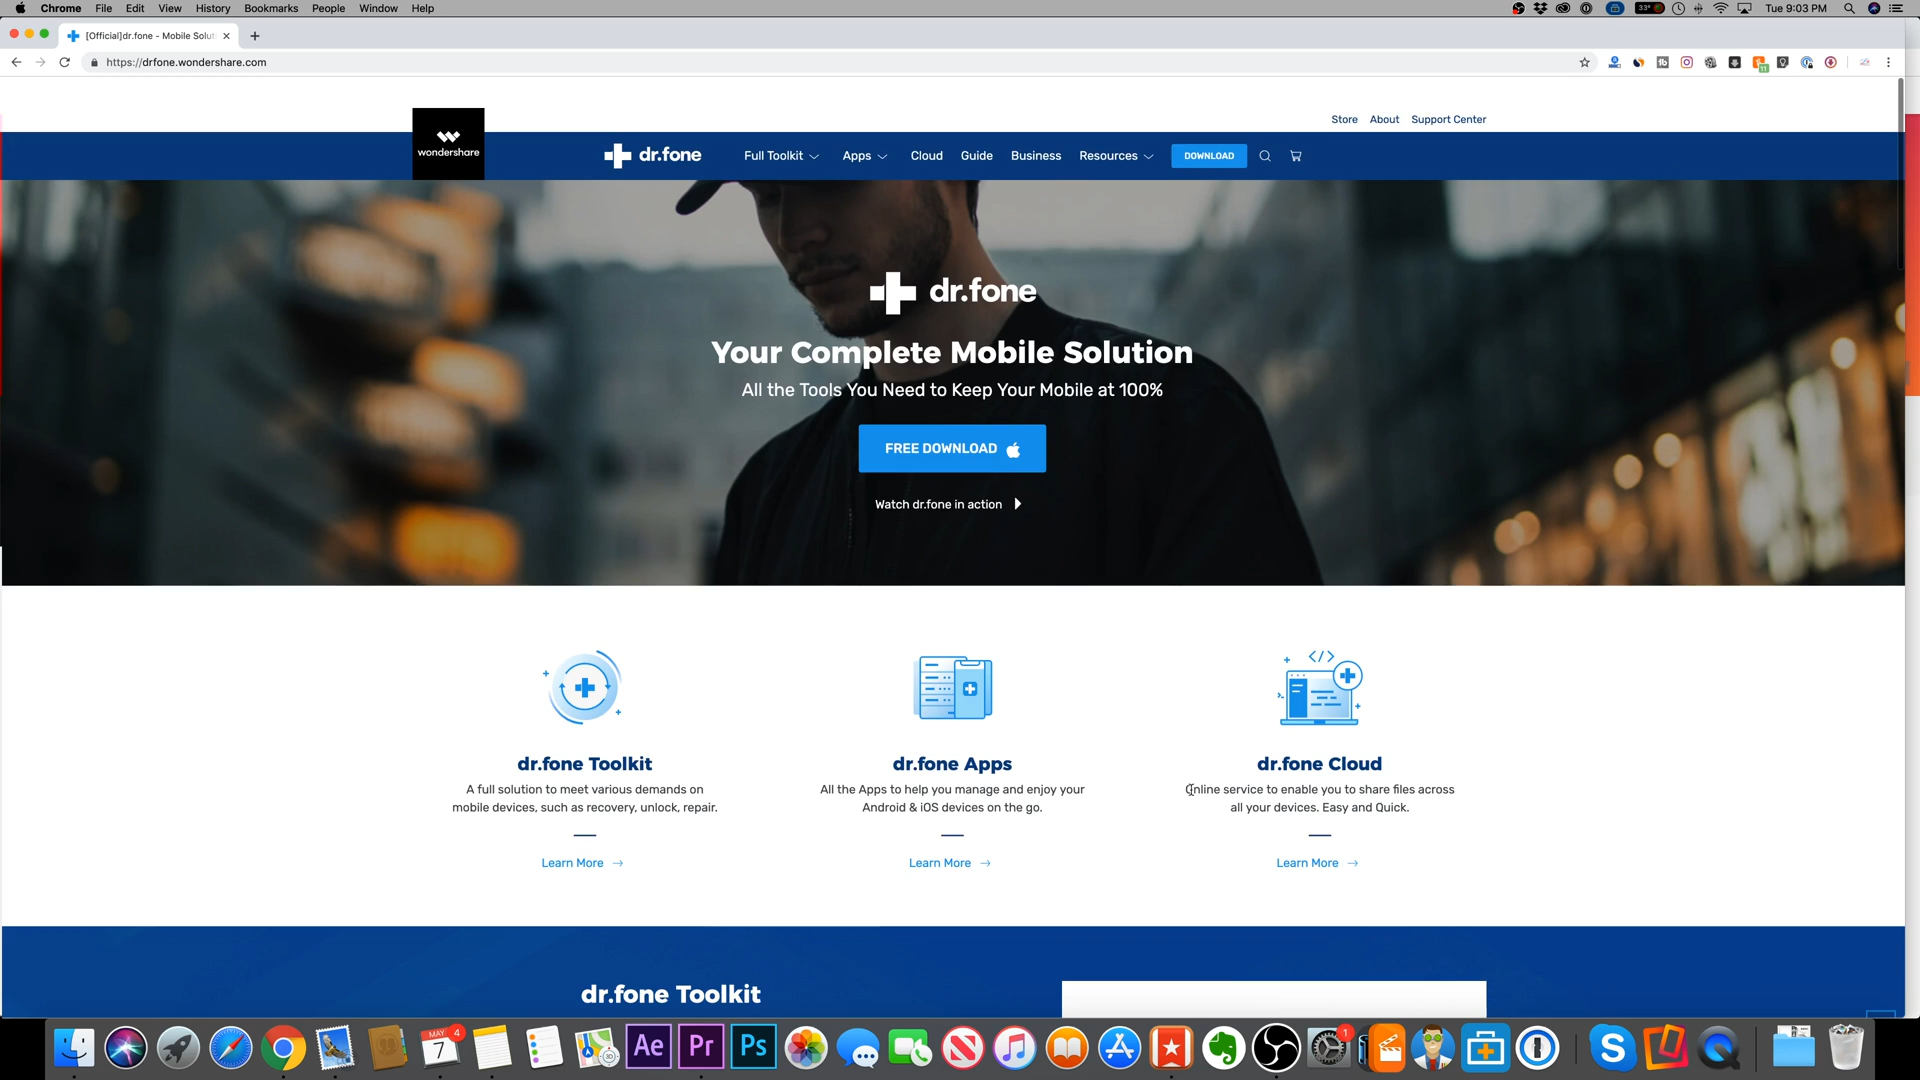 Chrome File Edit View History Bookmarks People Window Help
33° Tue 9:03 PM
[Official]dr.fone - Mobile Solut
https://drfone.wondershare.com
11
Store About Support Center
wondershare
dr.fone Full Toolkit Apps Cloud Guide Business Resources DOWNLOAD
dr.fone
Your Complete Mobile Solution
All the Tools You Need to Keep Your Mobile at 100%
FREE DOWNLOAD
Watch dr.fone in action
dr.fone Toolkit
A full solution to meet various demands on
mobile devices, such as recovery, unlock, repair.
Learn More
dr.fone Apps
All the Apps to help you manage and enjoy your
Android & iOS devices on the go.
Learn More
dr.fone Cloud
Online service to enable you to share files across
all your devices. Easy and Quick.
Learn More
dr.fone Toolkit
MAY 4
7
3D
Ae Pr Ps
1
S